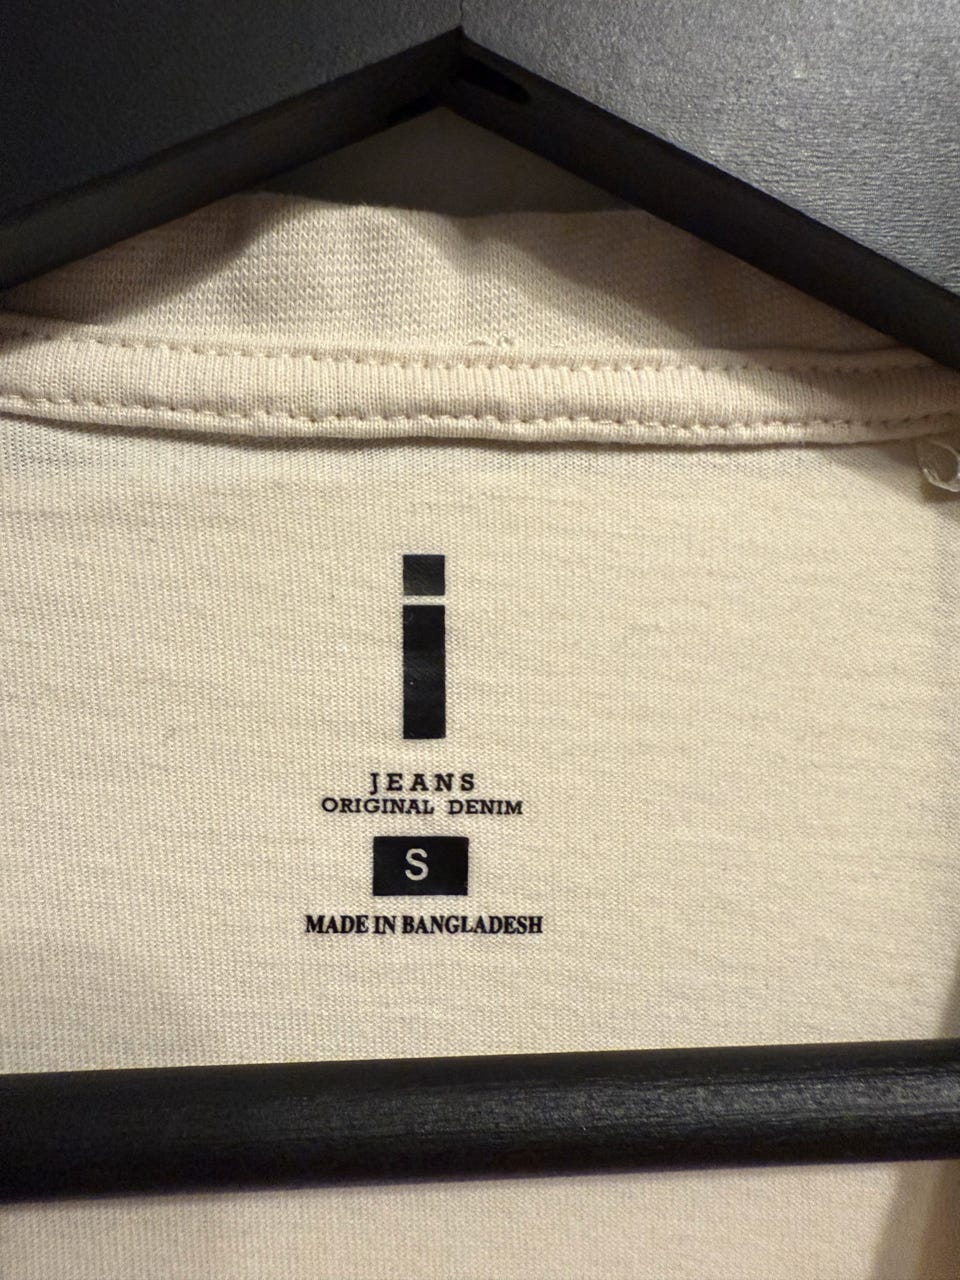 i
JEANS
ORIGINAL DENIM
S
MADE IN BANGLADESH